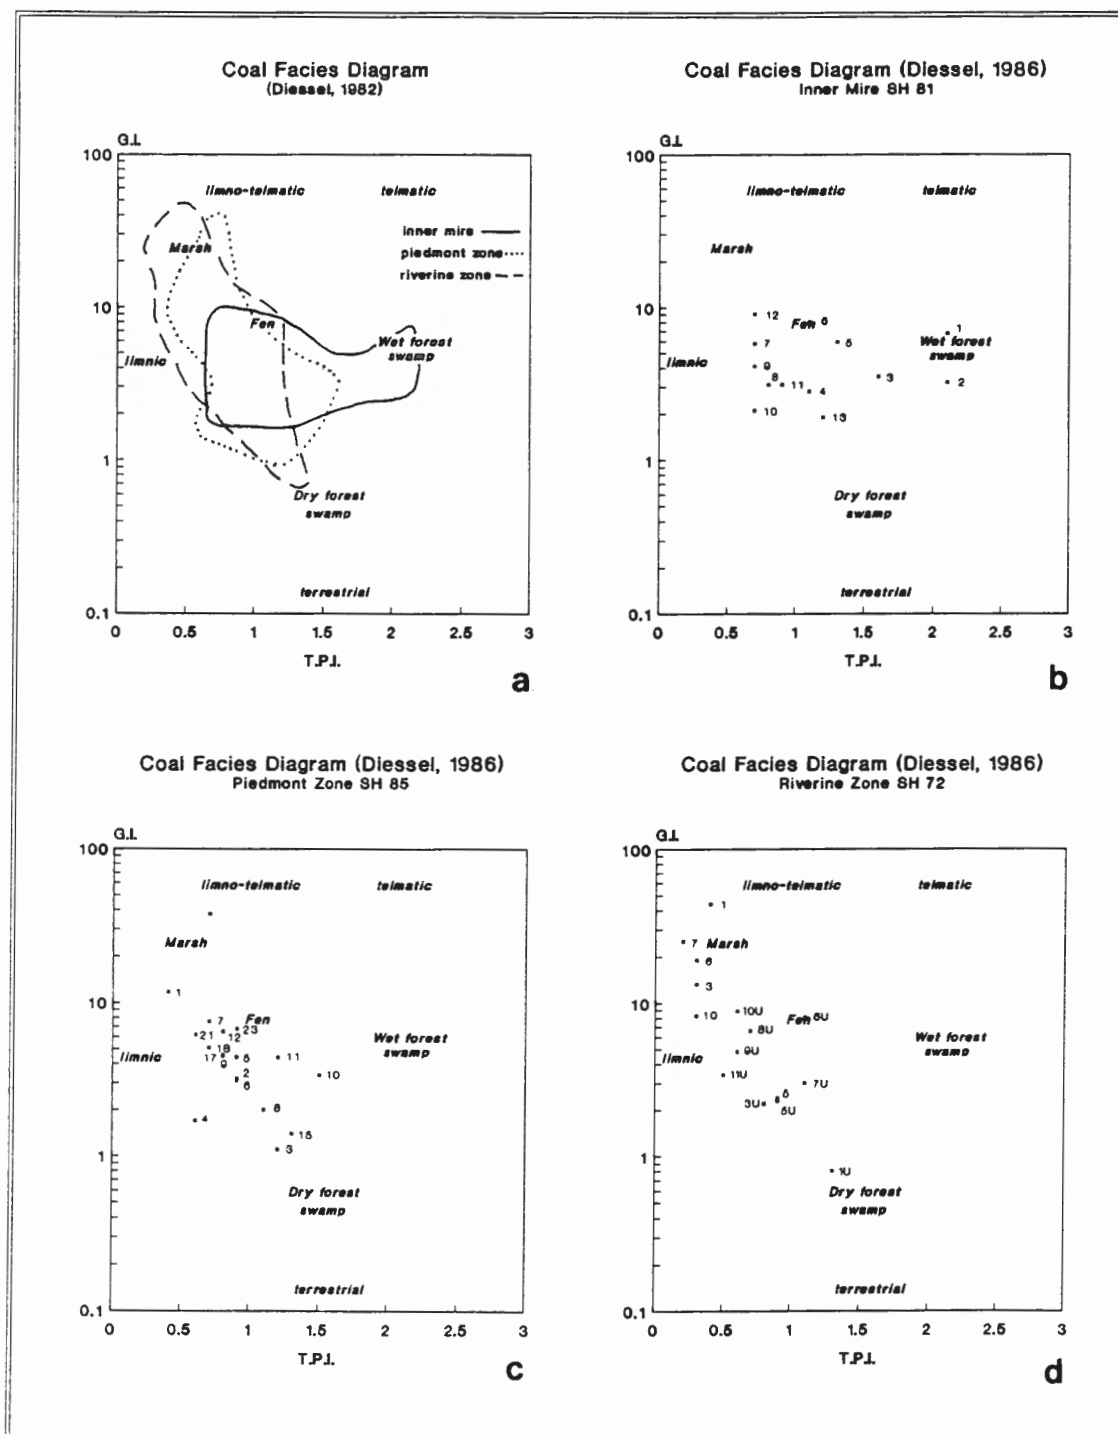 Coal Facies Diagram
(Diessel, 1982)
G.I.
100
10
1
0.1
0 0.5 1 1.5 2 2.5 3
T.P.I.
limno-telmatic telmatic
inner mire
piedmont zone
riverine zone
Marsh
Fen
limnic
Wet forest
swamp
Dry forest
swamp
terrestrial
a
Coal Facies Diagram (Diessel, 1986)
Inner Mire SH 81
G.I.
100
10
1
0.1
0 0.5 1 1.5 2 2.5 3
T.P.I.
limno-telmatic telmatic
Marsh
12 Fen 6
1
7 5 Wet forest
limnic swamp
9
8 11 4 3 2
10 13
Dry forest
swamp
terrestrial
b
Coal Facies Diagram (Diessel, 1986)
Piedmont Zone SH 85
G.I.
100
10
1
0.1
0 0.5 1 1.5 2 2.5 3
T.P.I.
limno-telmatic telmatic
Marsh
1
7 Fen
21 12 23
18 Wet forest
limnic 17 5 11 swamp
9
2 10
6
4 8
15
3
Dry forest
swamp
terrestrial
c
Coal Facies Diagram (Diessel, 1986)
Riverine Zone SH 72
G.I.
100
10
1
0.1
0 0.5 1 1.5 2 2.5 3
T.P.I.
limno-telmatic telmatic
1
7 Marsh
6
3
10 10U Fen 6U
8U Wet forest
limnic 9U swamp
11U 7U
3U 5
5U
1U
Dry forest
swamp
terrestrial
d